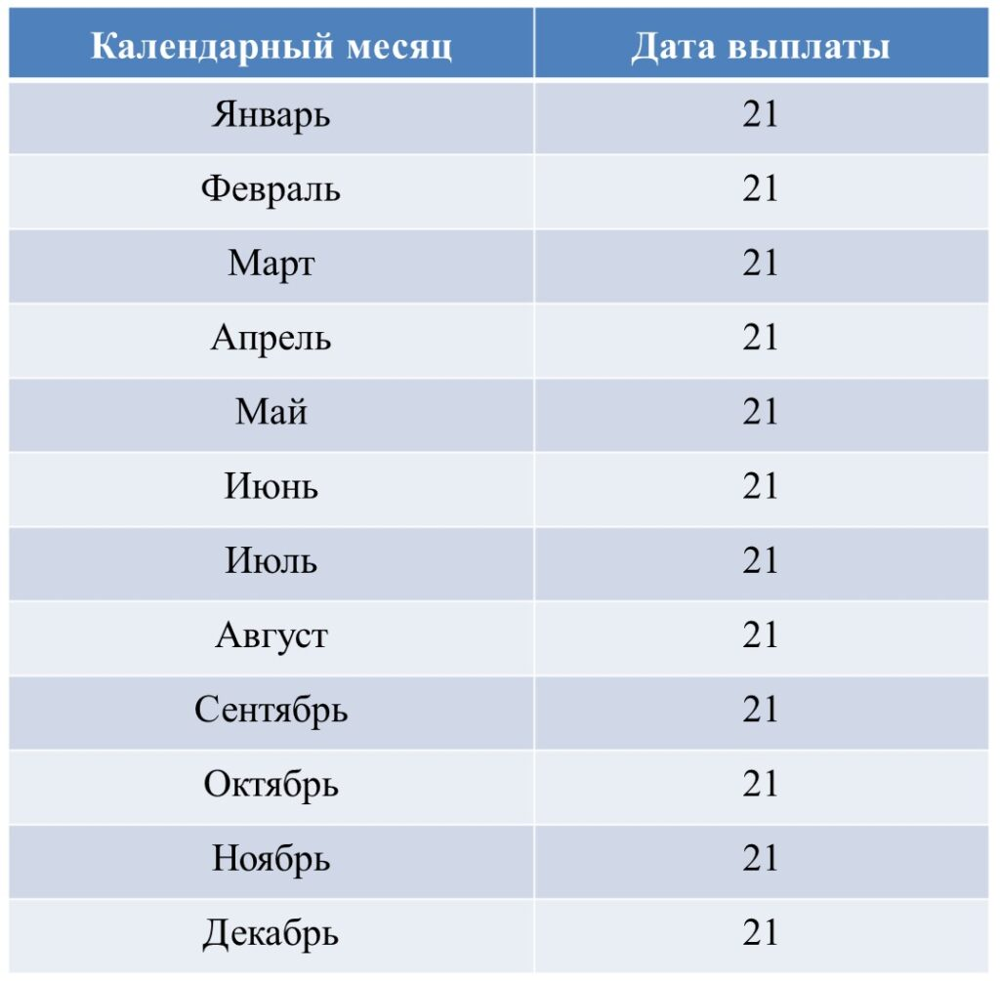 Календарный месяц Дата выплаты
Январь 21
Февраль 21
Март 21
Апрель 21
Май 21
Июнь 21
Июль 21
Август 21
Сентябрь 21
Октябрь 21
Ноябрь 21
Декабрь 21